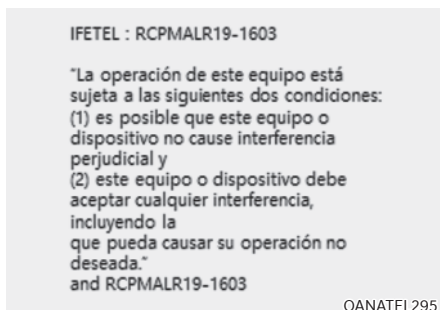 IFETEL : RCPMALR19-1603
"La operación de este equipo está
sujeta a las siguientes dos condiciones:
(1) es posible que este equipo o
dispositivo no cause interferencia
perjudicial y
(2) este equipo o dispositivo debe
aceptar cualquier interferencia,
incluyendo la
que pueda causar su operación no
deseada."
and RCPMALR19-1603
OANATEL295